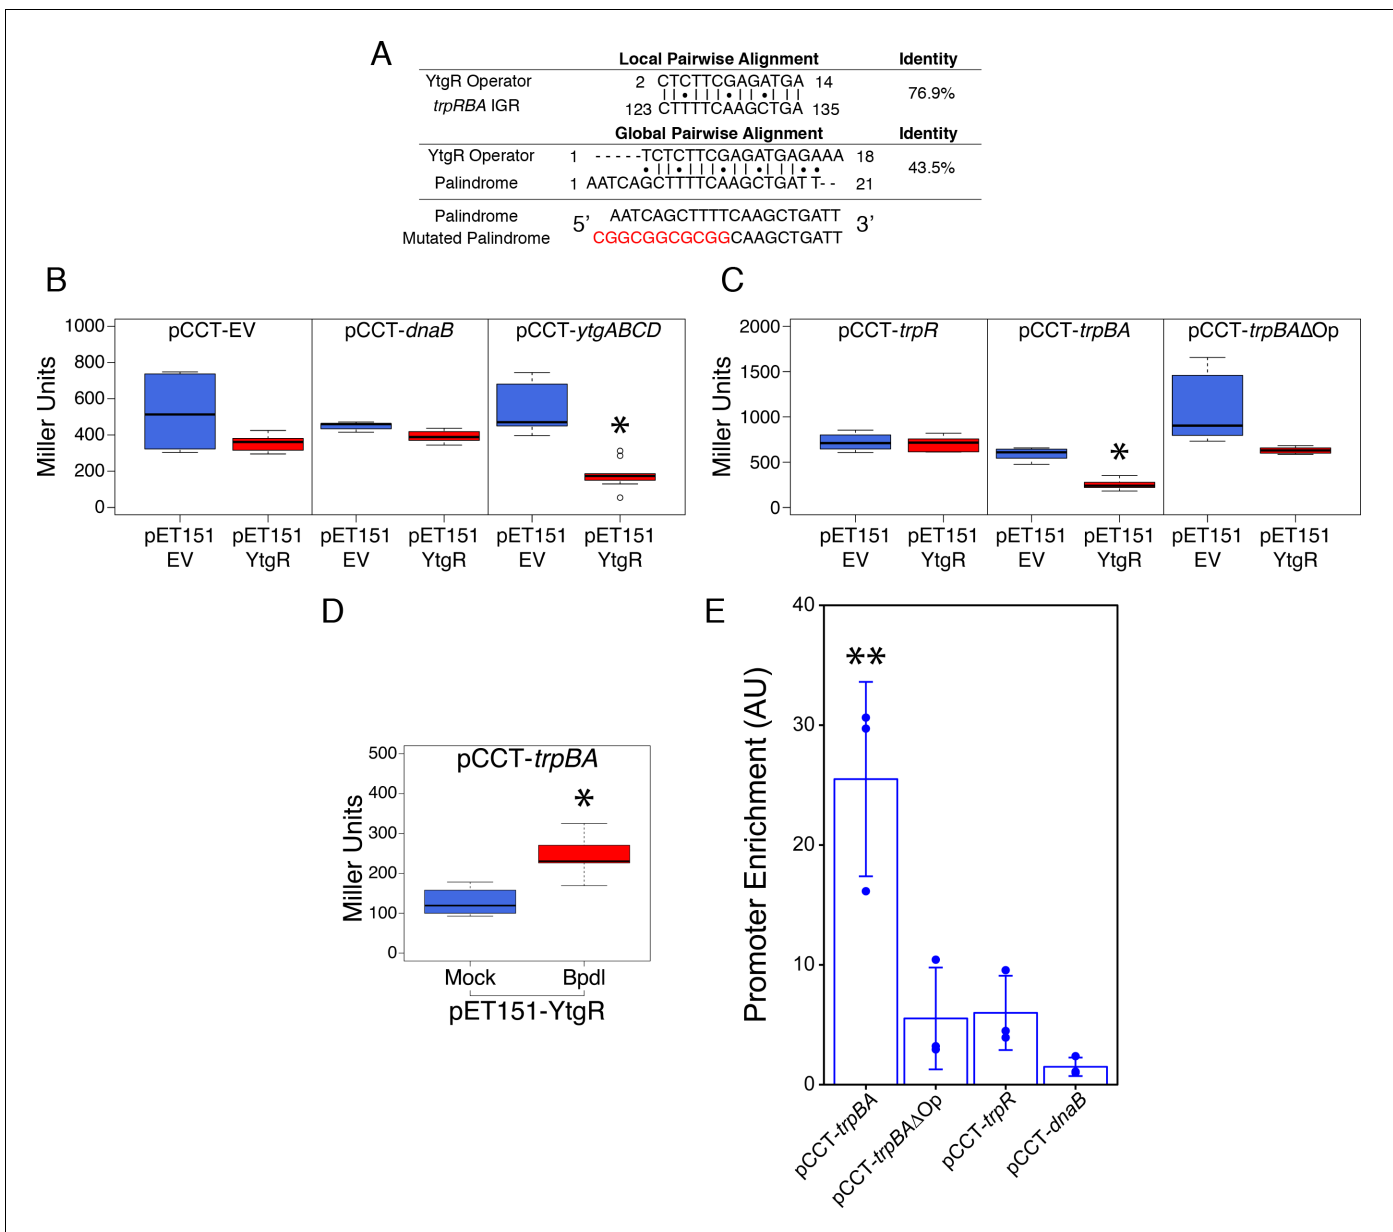 A
Local Pairwise Alignment Identity
YtgR Operator 2 CTCTTCGAGATGA 14
76.9%
trpRBA IGR 123 CTTTTCAAGCTGA 135
Global Pairwise Alignment Identity
YtgR Operator 1 -----TCTCTTCGAGATGAGAAA 18
43.5%
Palindrome 1 AATCAGCTTTTCAAGCTGATT-- 21
Palindrome 5’ AATCAGCTTTTCAAGCTGATT 3’
Mutated Palindrome CGGCGGCGCGGCAAGCTGATT
B
pCCT-EV pCCT-dnaB pCCT-ytgABCD
Miller Units
1000
800
600
400
200
0
*
pET151 EV
pET151 YtgR
pET151 EV
pET151 YtgR
pET151 EV
pET151 YtgR
C
pCCT-trpR pCCT-trpBA pCCT-trpBAΔOp
Miller Units
2000
1500
1000
500
0
*
pET151 EV
pET151 YtgR
pET151 EV
pET151 YtgR
pET151 EV
pET151 YtgR
D
pCCT-trpBA
Miller Units
500
400
300
200
100
0
*
Mock Bpdl
pET151-YtgR
E
Promoter Enrichment (AU)
40
30
20
10
0
**
pCCT-trpBA
pCCT-trpBAΔOp
pCCT-trpR
pCCT-dnaB